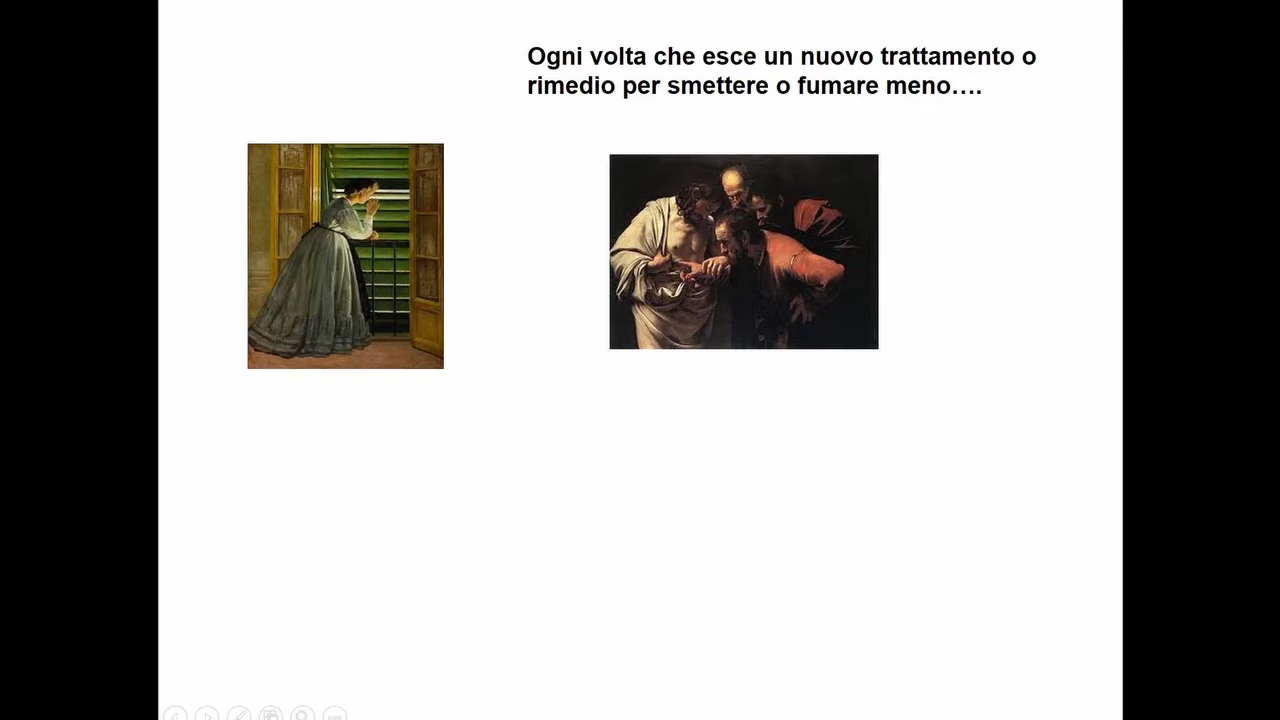 Ogni volta che esce un nuovo trattamento o
rimedio per smettere o fumare meno….